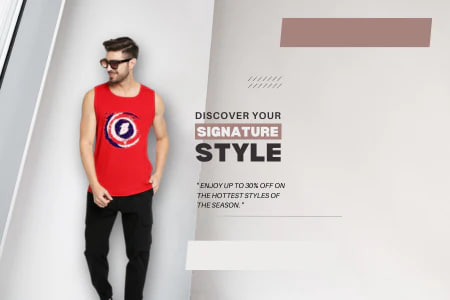 DISCOVER YOUR
SIGNATURE
STYLE
" ENJOY UP TO 30% OFF ON
THE HOTTEST STYLES OF
THE SEASON. "